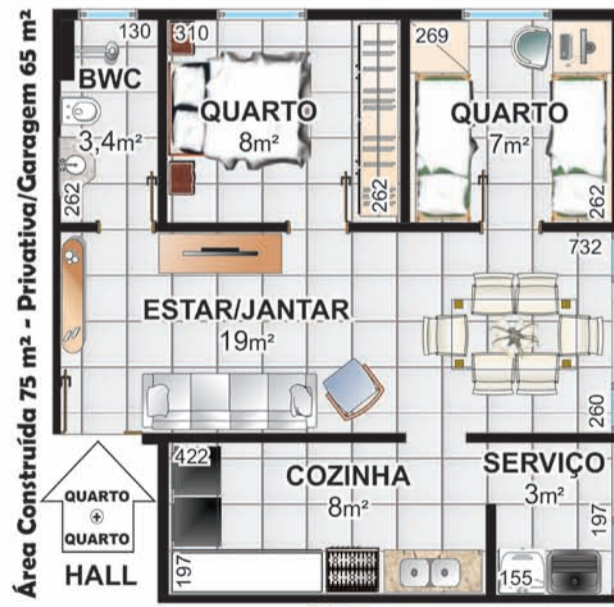 Área Construída 75 m² - Privativa/Garagem 65 m²
130
BWC
3,4m²
262
310
QUARTO
8m²
262
269
QUARTO
7m²
262
732
ESTAR/JANTAR
19m²
260
422
COZINHA
8m²
197
SERVIÇO
3m²
197
155
QUARTO
+
QUARTO
HALL